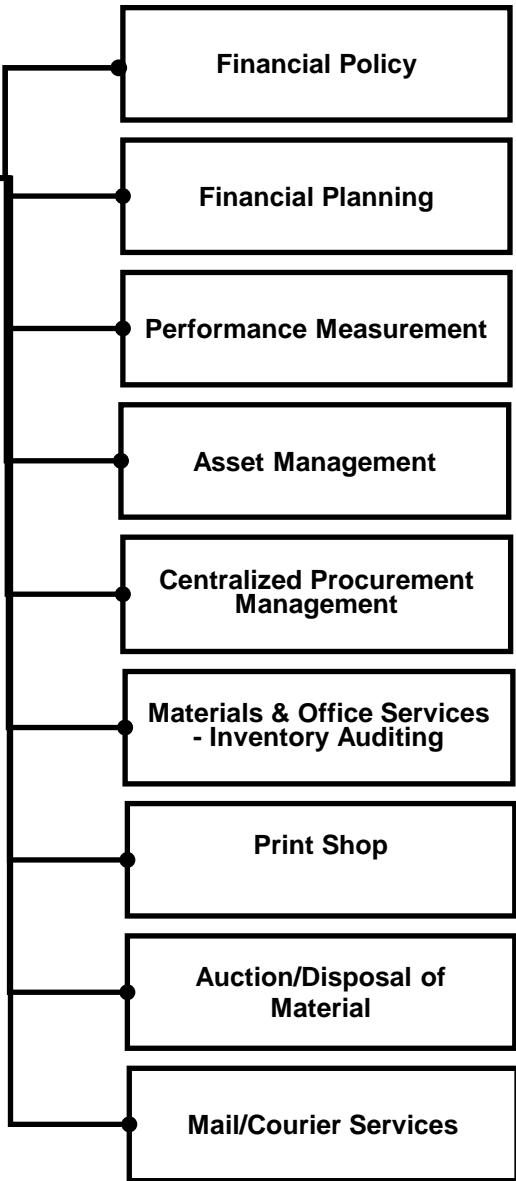 Financial Policy
Financial Planning
Performance Measurement
Asset Management
Centralized Procurement
Management
Materials & Office Services
- Inventory Auditing
Print Shop
Auction/Disposal of
Material
Mail/Courier Services